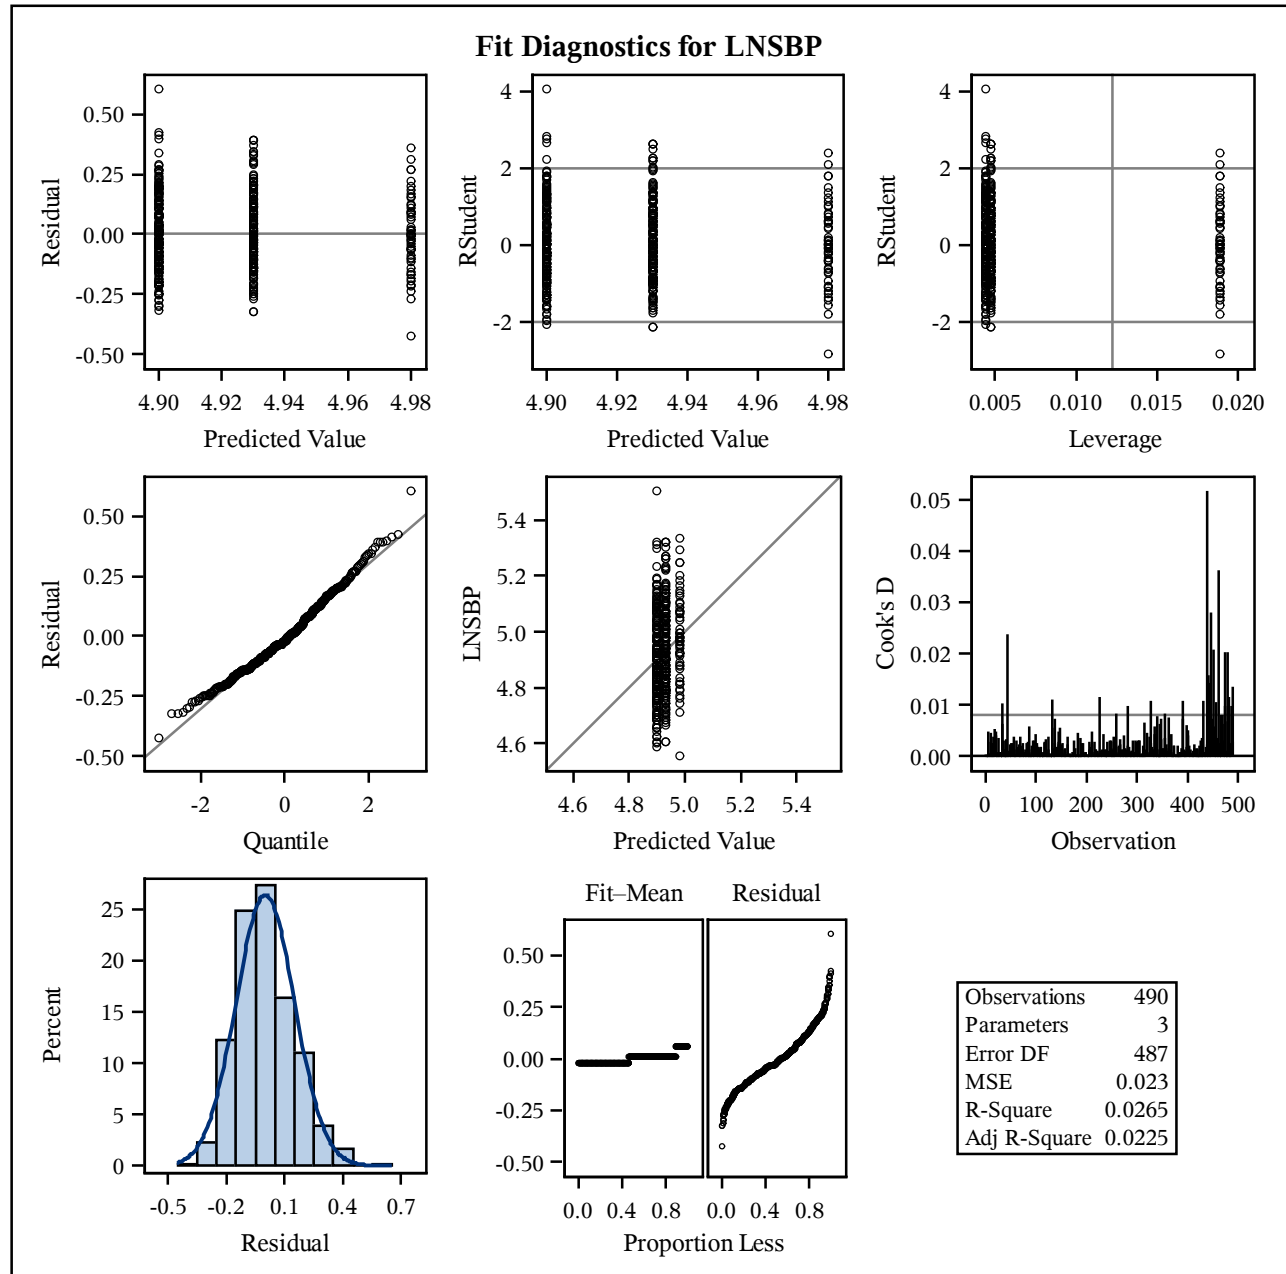 Fit Diagnostics for LNSBP
Residual
0.50
0.25
0.00
-0.25
-0.50
4.90 4.92 4.94 4.96 4.98
Predicted Value
RStudent
4
2
0
-2
4.90 4.92 4.94 4.96 4.98
Predicted Value
RStudent
4
2
0
-2
0.005 0.010 0.015 0.020
Leverage
Residual
0.50
0.25
0.00
-0.25
-0.50
-2 0 2
Quantile
LNSBP
5.4
5.2
5.0
4.8
4.6
4.6 4.8 5.0 5.2 5.4
Predicted Value
Cook's D
0.05
0.04
0.03
0.02
0.01
0.00
0 100 200 300 400 500
Observation
Percent
25
20
15
10
5
0
-0.5 -0.2 0.1 0.4 0.7
Residual
Fit–Mean Residual
0.50
0.25
0.00
-0.25
-0.50
0.0 0.4 0.8 0.0 0.4 0.8
Proportion Less
Observations 490
Parameters 3
Error DF 487
MSE 0.023
R-Square 0.0265
Adj R-Square 0.0225